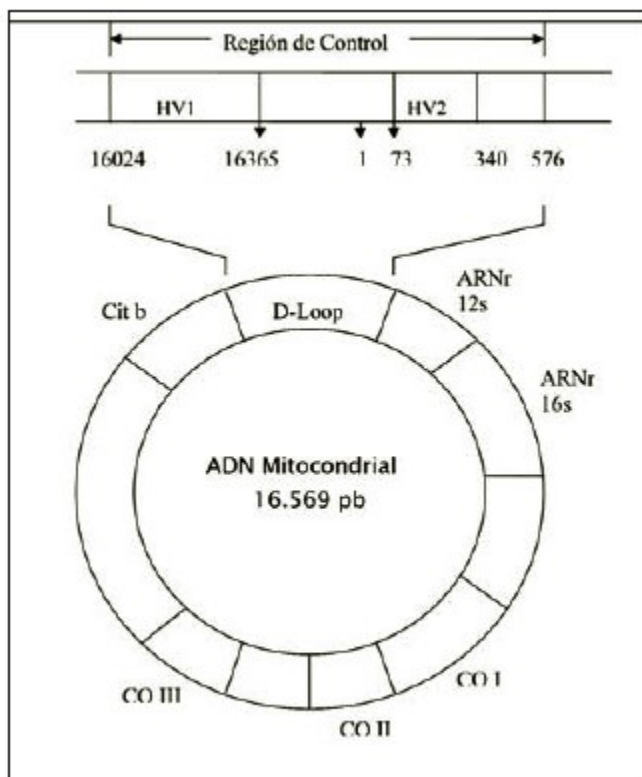 Región de Control
HV1 HV2
16024 16365 1 73 340 576
Cit b
D-Loop
ARNr
12s
ARNr
16s
ADN Mitocondrial
16.569 pb
CO III
CO II
CO I